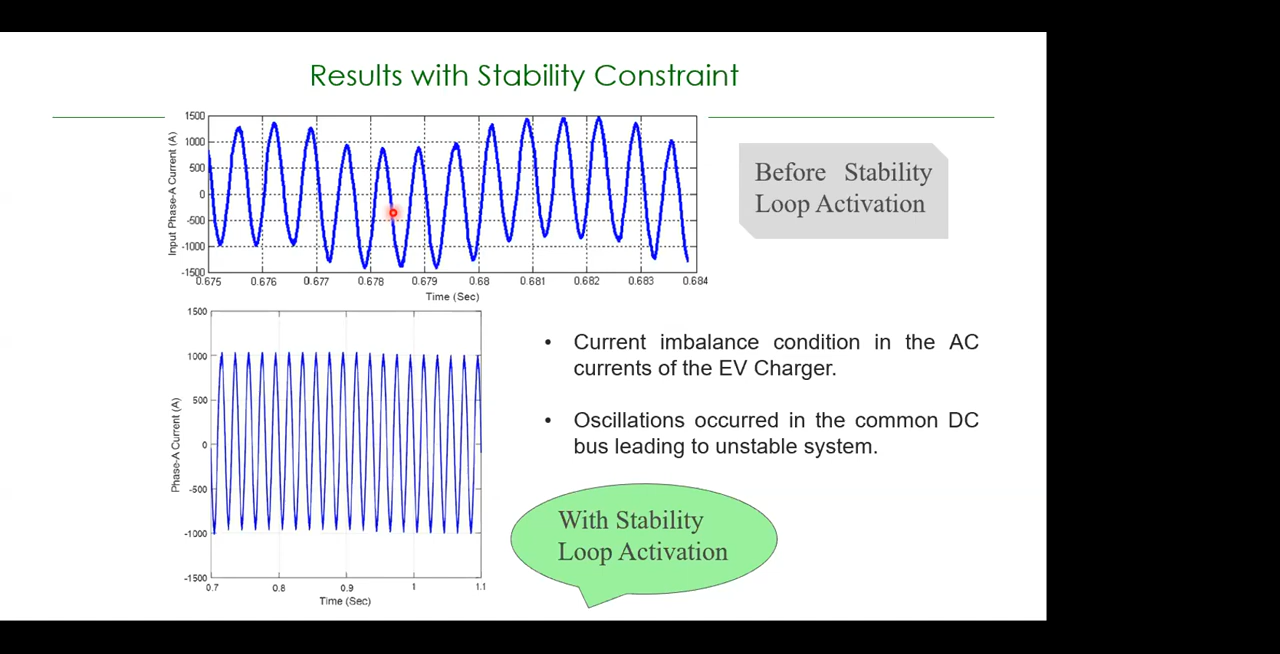 Results with Stability Constraint
1500
1000
500
0
-500
-1000
-1500
Input Phase-A Current (A)
0.675 0.676 0.677 0.678 0.679 0.68 0.681 0.682 0.683 0.684
Time (Sec)
Before Stability
Loop Activation
1500
1000
500
0
-500
-1000
-1500
Phase-A Current (A)
0.7 0.8 0.9 1 1.1
Time (Sec)
• Current imbalance condition in the AC
currents of the EV Charger.
• Oscillations occurred in the common DC
bus leading to unstable system.
With Stability
Loop Activation